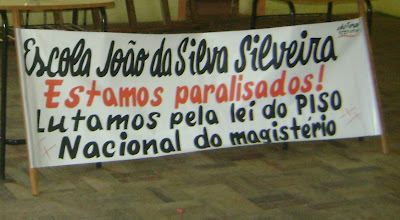 Escola João da Silva Silveira
Estamos paralisados!
Lutamos pela lei do PISO
Nacional do magistério